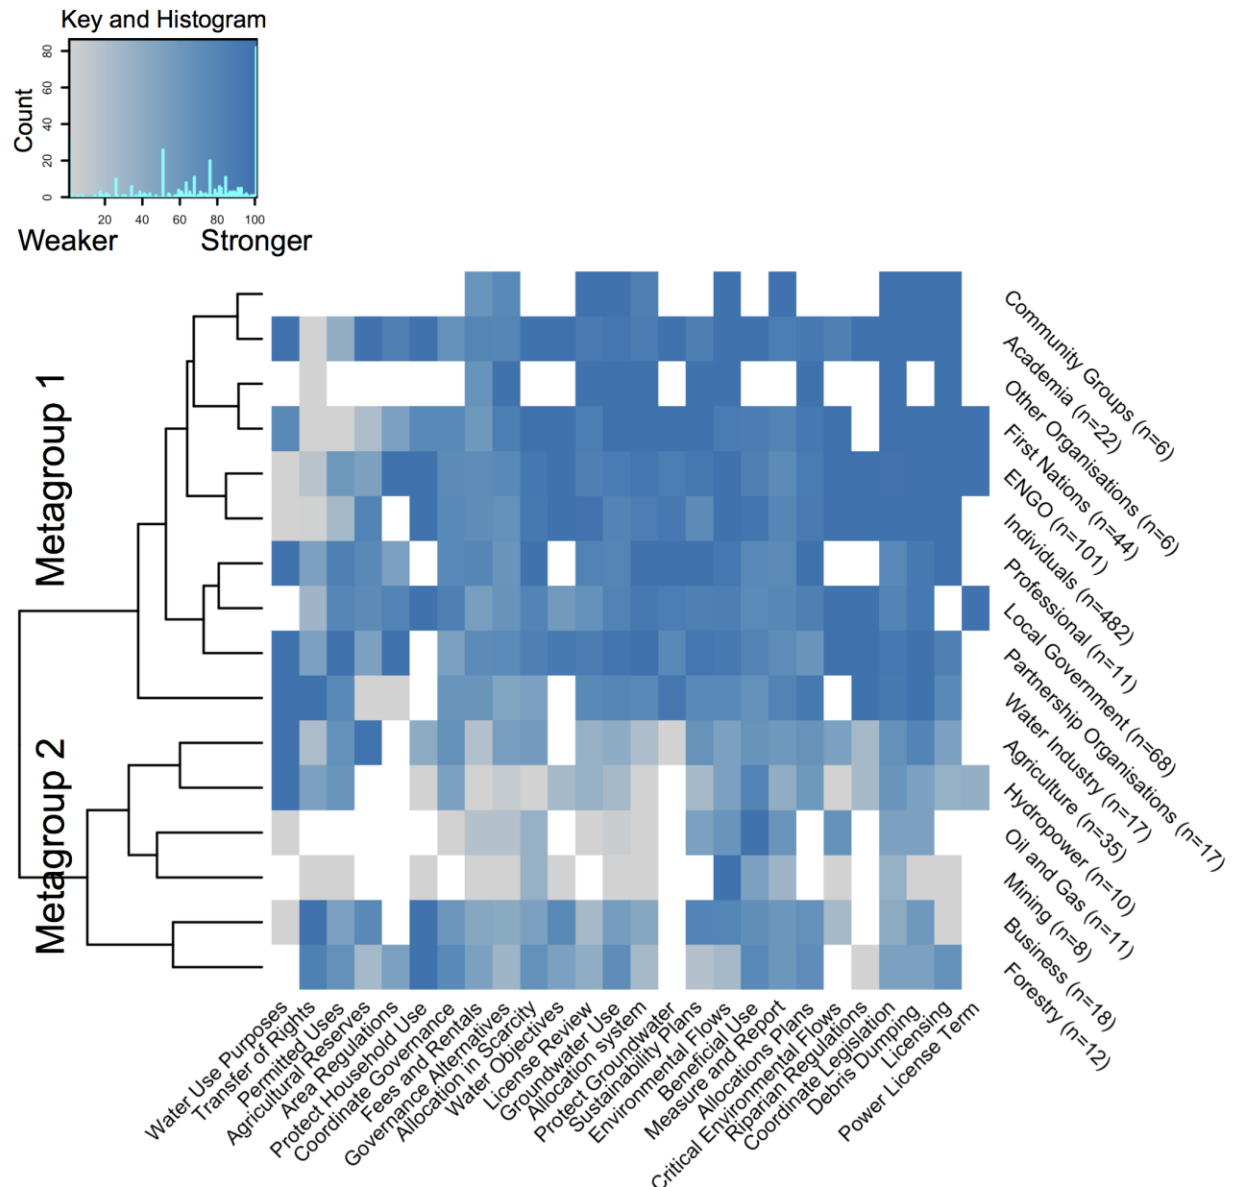 Key and Histogram
Count
0
20
40
60
80
20
40
60
80
100
Weaker
Stronger
Metagroup 1
Metagroup 2
Community Groups (n=6)
Academia (n=22)
Other Organisations (n=6)
First Nations (n=44)
ENGO (n=101)
Individuals (n=482)
Professional (n=11)
Local Government (n=68)
Partnership Organisations (n=17)
Water Industry (n=17)
Agriculture (n=35)
Hydropower (n=10)
Oil and Gas (n=11)
Mining (n=8)
Business (n=18)
Forestry (n=12)
Water Use Purposes
Transfer of Rights
Permitted Uses
Agricultural Reserves
Area Regulations
Protect Household Use
Coordinate Governance
Fees and Rentals
Governance Alternatives
Allocation in Scarcity
Water Objectives
License Review
Groundwater Use
Allocation system
Protect Groundwater
Sustainability Plans
Environmental Flows
Beneficial Use
Measure and Report
Allocations Plans
Critical Environmental Flows
Riparian Regulations
Coordinate Legislation
Debris Dumping
Licensing
Power License Term